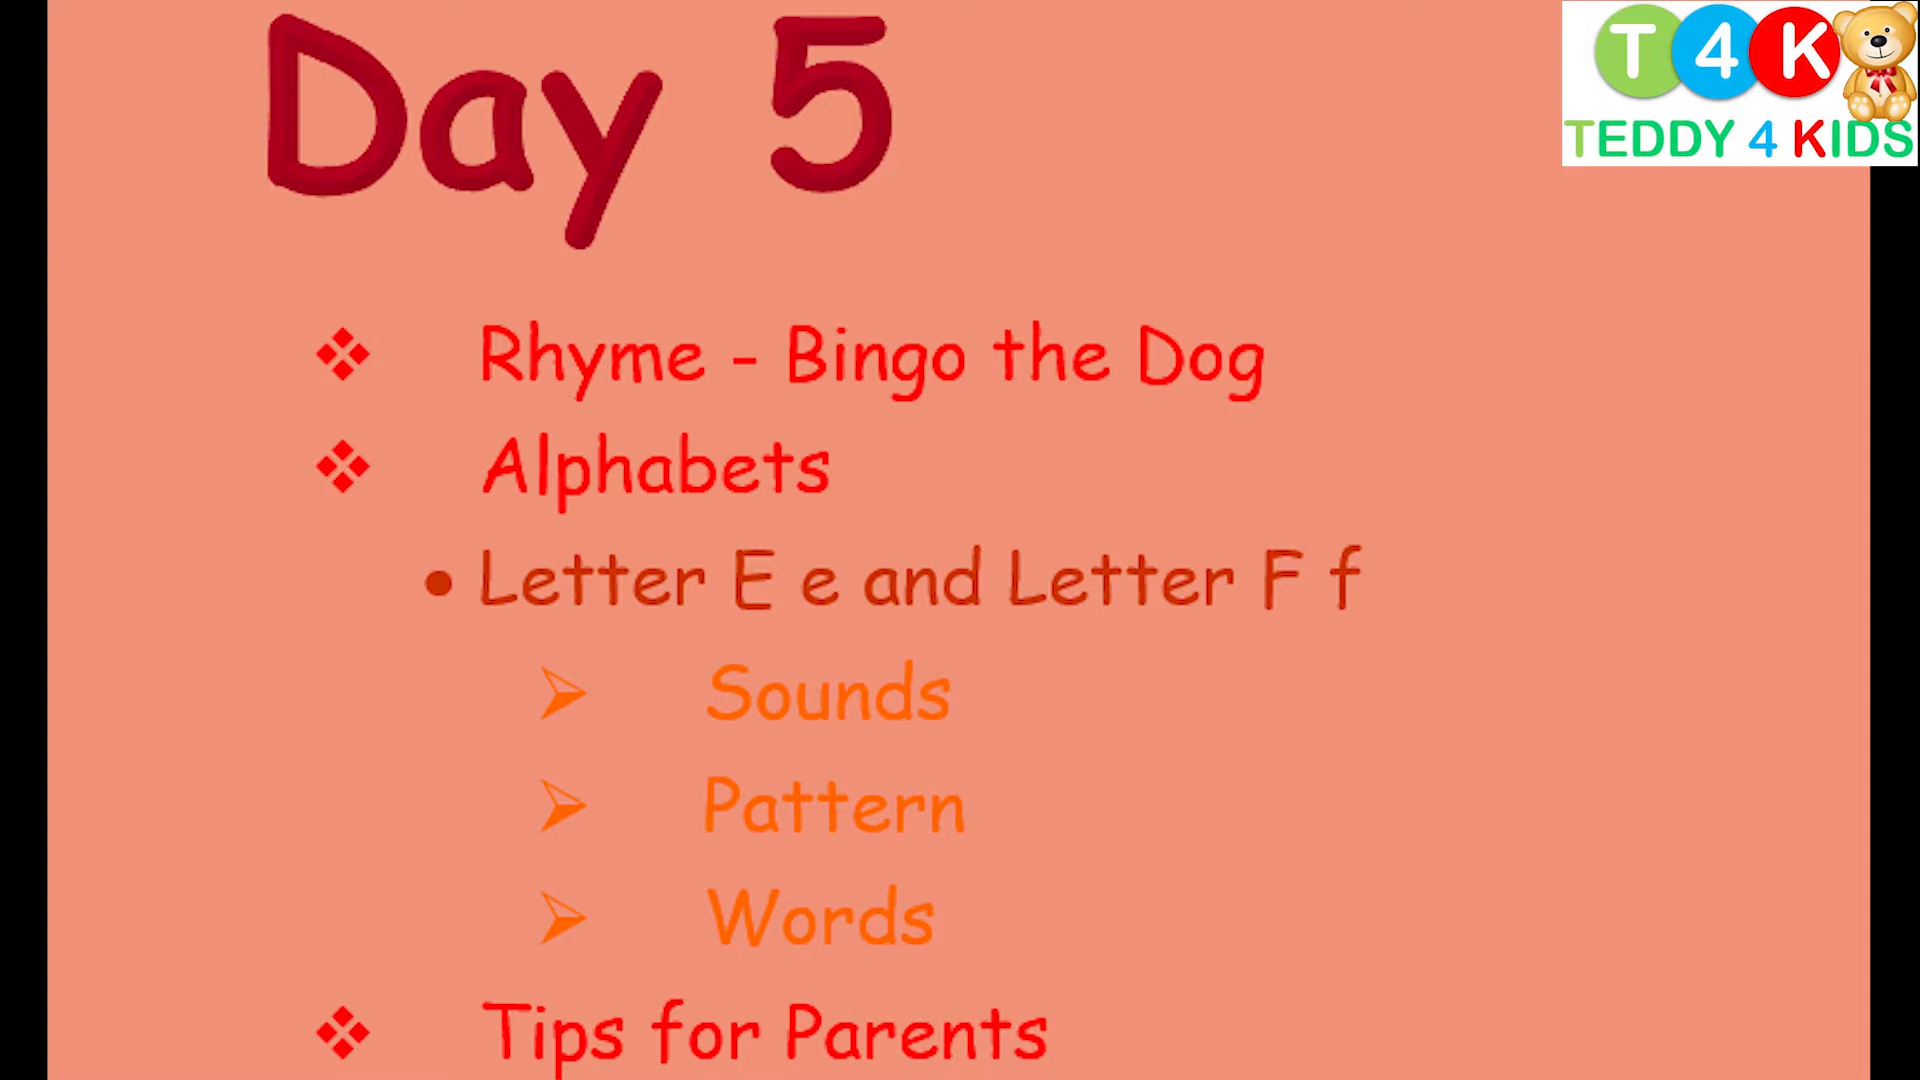 Day 5
T4K
TEDDY 4 KIDS
Rhyme - Bingo the Dog
Alphabets
Letter E e and Letter F f
Sounds
Pattern
Words
Tips for Parents